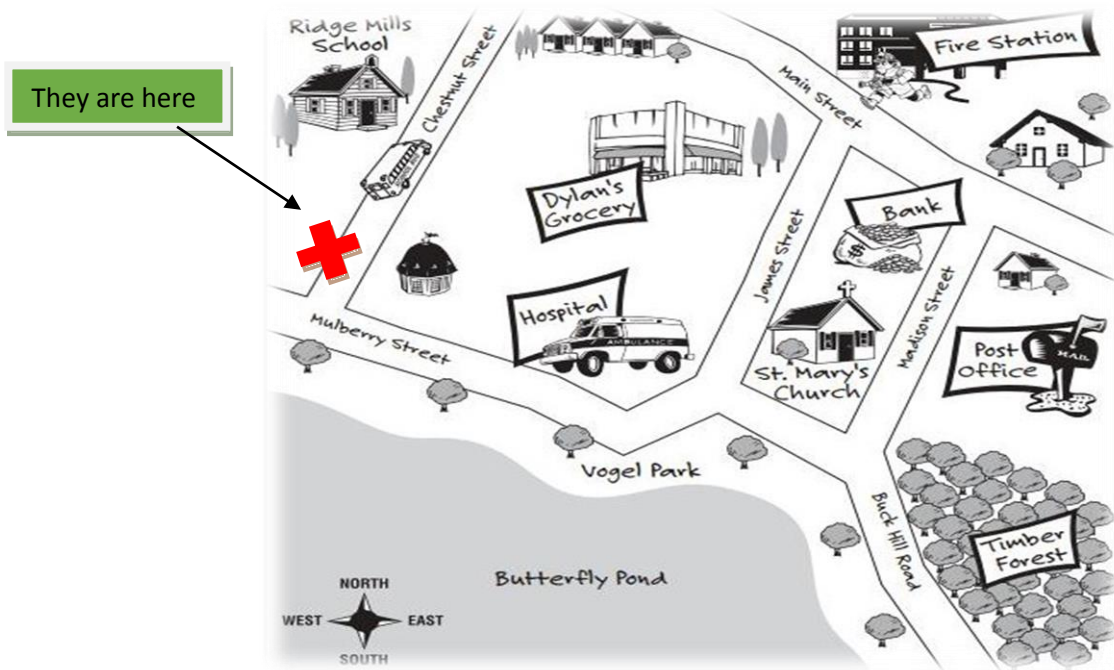 Ridge Mills
School
They are here
Chestnut Street
Main Street
Fire Station
Dylan's
Grocery
Bank
James Street
Hospital
AMBULANCE
Mulberry Street
Madison Street
St. Mary's
Church
Post
Office
MAIL
$
Vogel Park
Buck Hill Road
Timber
Forest
Butterfly Pond
NORTH
WEST
EAST
SOUTH